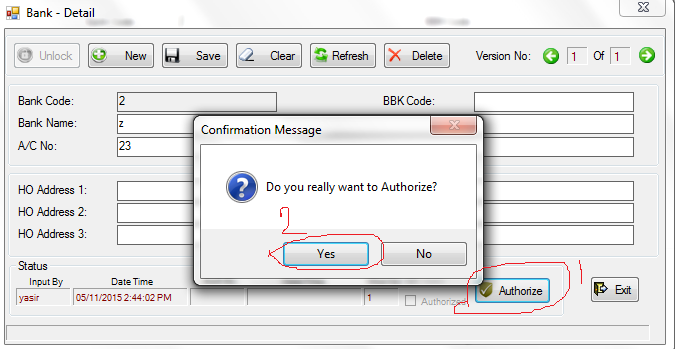 Bank - Detail
Unlock New Save Clear Refresh Delete Version No: 1 Of 1
Bank Code: 2 BBK Code:
Bank Name: z
A/C No: 23
Confirmation Message
Do you really want to Authorize?
2
Yes No
HO Address 1:
HO Address 2:
HO Address 3:
Status
Input By Date Time
yasir 05/11/2015 2:44:02 PM 1 Authorized Authorize 1 Exit